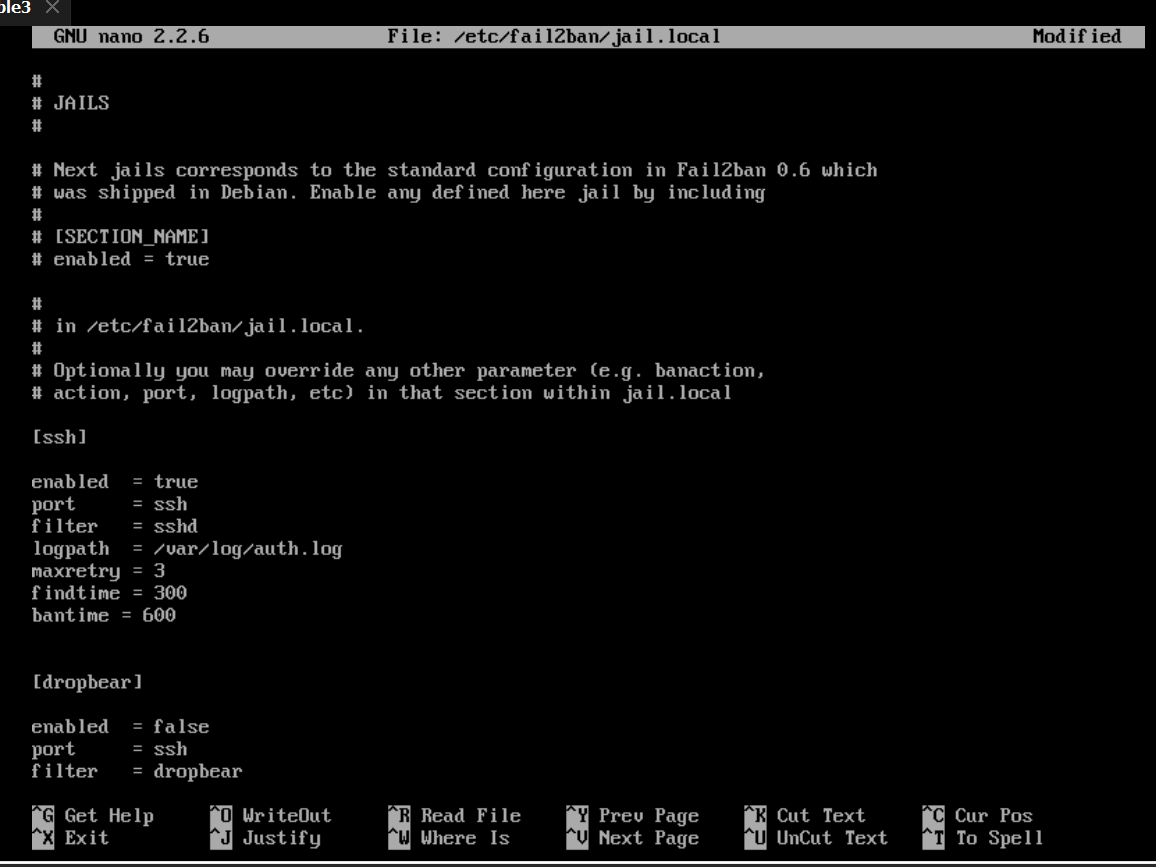 ble3
GNU nano 2.2.6 File: /etc/fail2ban/jail.local Modified
#
# JAILS
#
# Next jails corresponds to the standard configuration in Fail2ban 0.6 which
# was shipped in Debian. Enable any defined here jail by including
#
# [SECTION_NAME]
# enabled = true
#
# in /etc/fail2ban/jail.local.
#
# Optionally you may override any other parameter (e.g. banaction,
# action, port, logpath, etc) in that section within jail.local
[ssh]
enabled = true
port = ssh
filter = sshd
logpath = /var/log/auth.log
maxretry = 3
findtime = 300
bantime = 600
[dropbear]
enabled = false
port = ssh
filter = dropbear
^G Get Help ^O WriteOut ^R Read File ^Y Prev Page ^K Cut Text ^C Cur Pos
^X Exit ^J Justify ^W Where Is ^V Next Page ^U UnCut Text ^T To Spell